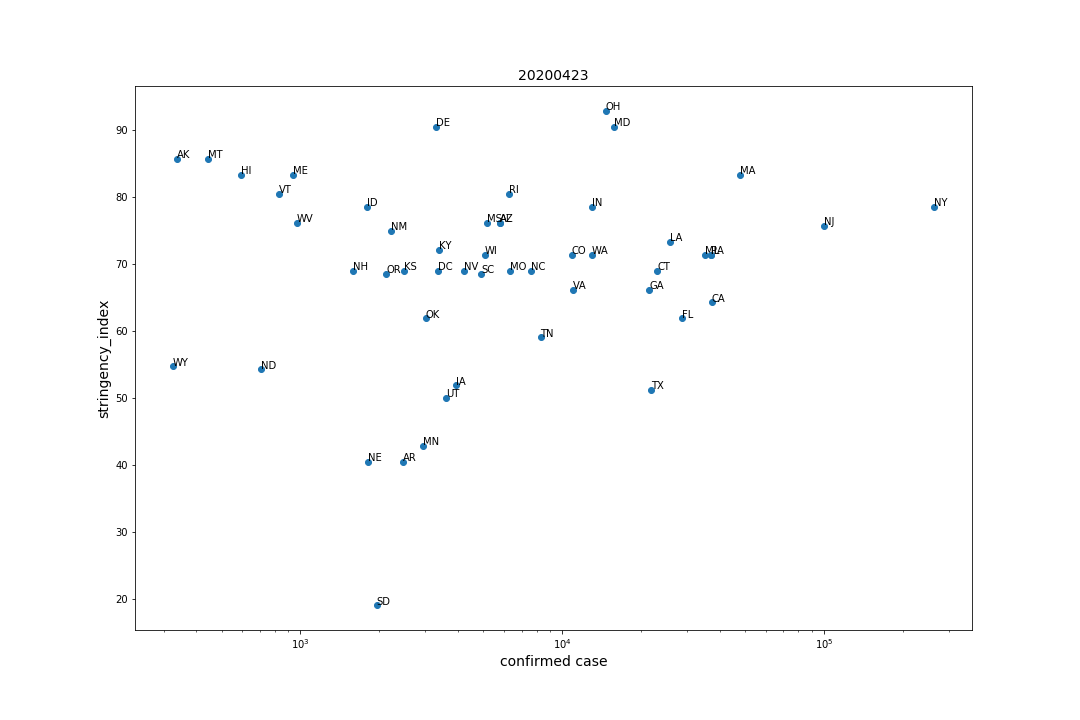 20200423
OH
DE
MD
90
AK
MT
HI
ME
MA
VT
RI
80
ID
IN
NY
WV
MS
AZ
NJ
NM
LA
KY
WI
CO
WA
PA
70
NH
OR
KS
DC
NV
SC
MO
NC
CT
VA
GA
CA
OK
FL
60
TN
WY
ND
IA
TX
UT
50
MN
NE
AR
40
30
20
SD
stringency_index
10³
10⁴
10⁵
confirmed case